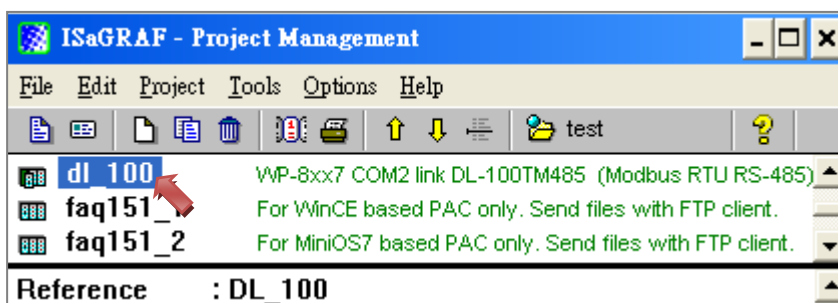 ISaGRAF - Project Management
File Edit Project Tools Options Help
test
dl_100 WP-8xx7 COM2 link DL-100TM485 (Modbus RTU RS-485)
faq151_1 For WinCE based PAC only. Send files with FTP client.
faq151_2 For MiniOS7 based PAC only. Send files with FTP client.
Reference : DL_100